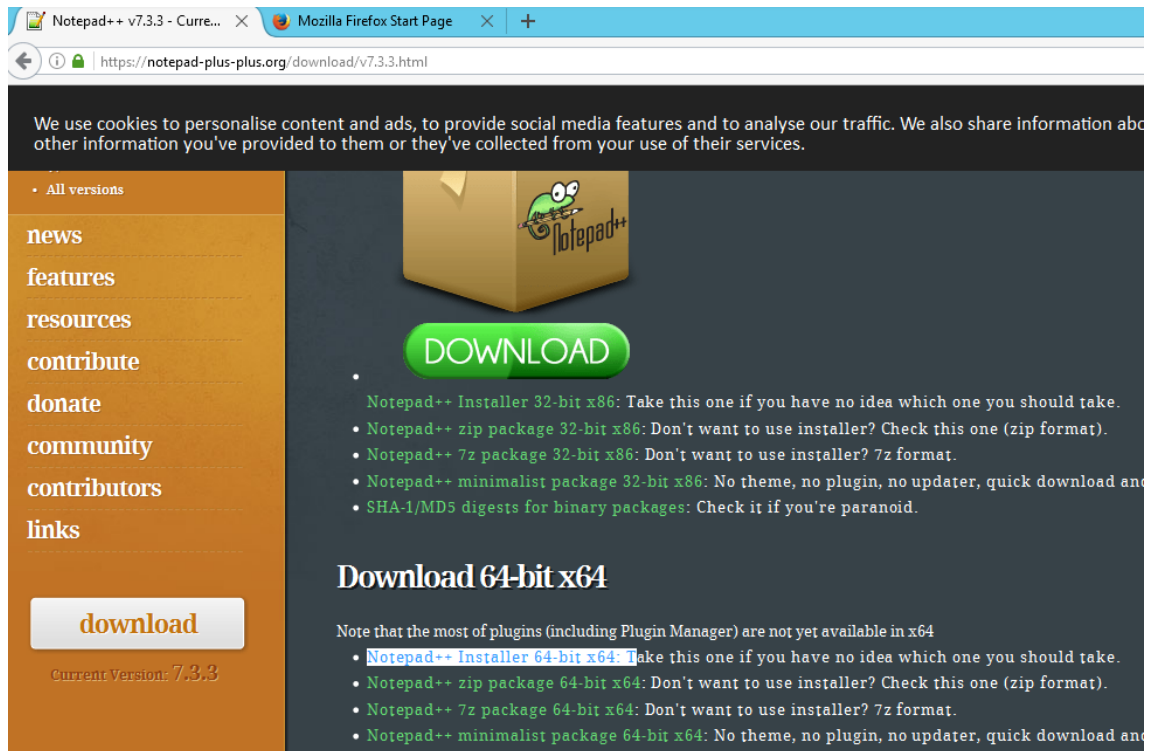 Notepad++ v7.3.3 - Curre...
Mozilla Firefox Start Page
https://notepad-plus-plus.org/download/v7.3.3.html
We use cookies to personalise content and ads, to provide social media features and to analyse our traffic. We also share information abo
other information you've provided to them or they've collected from your use of their services.
• All versions
news
features
resources
contribute
donate
community
contributors
links
download
Current Version: 7.3.3
Notepad++
DOWNLOAD
•
Notepad++ Installer 32-bit x86: Take this one if you have no idea which one you should take.
• Notepad++ zip package 32-bit x86: Don't want to use installer? Check this one (zip format).
• Notepad++ 7z package 32-bit x86: Don't want to use installer? 7z format.
• Notepad++ minimalist package 32-bit x86: No theme, no plugin, no updater, quick download and
• SHA-1/MD5 digests for binary packages: Check it if you're paranoid.
Download 64-bit x64
Note that the most of plugins (including Plugin Manager) are not yet available in x64
• Notepad++ Installer 64-bit x64: Take this one if you have no idea which one you should take.
• Notepad++ zip package 64-bit x64: Don't want to use installer? Check this one (zip format).
• Notepad++ 7z package 64-bit x64: Don't want to use installer? 7z format.
• Notepad++ minimalist package 64-bit x64: No theme, no plugin, no updater, quick download and